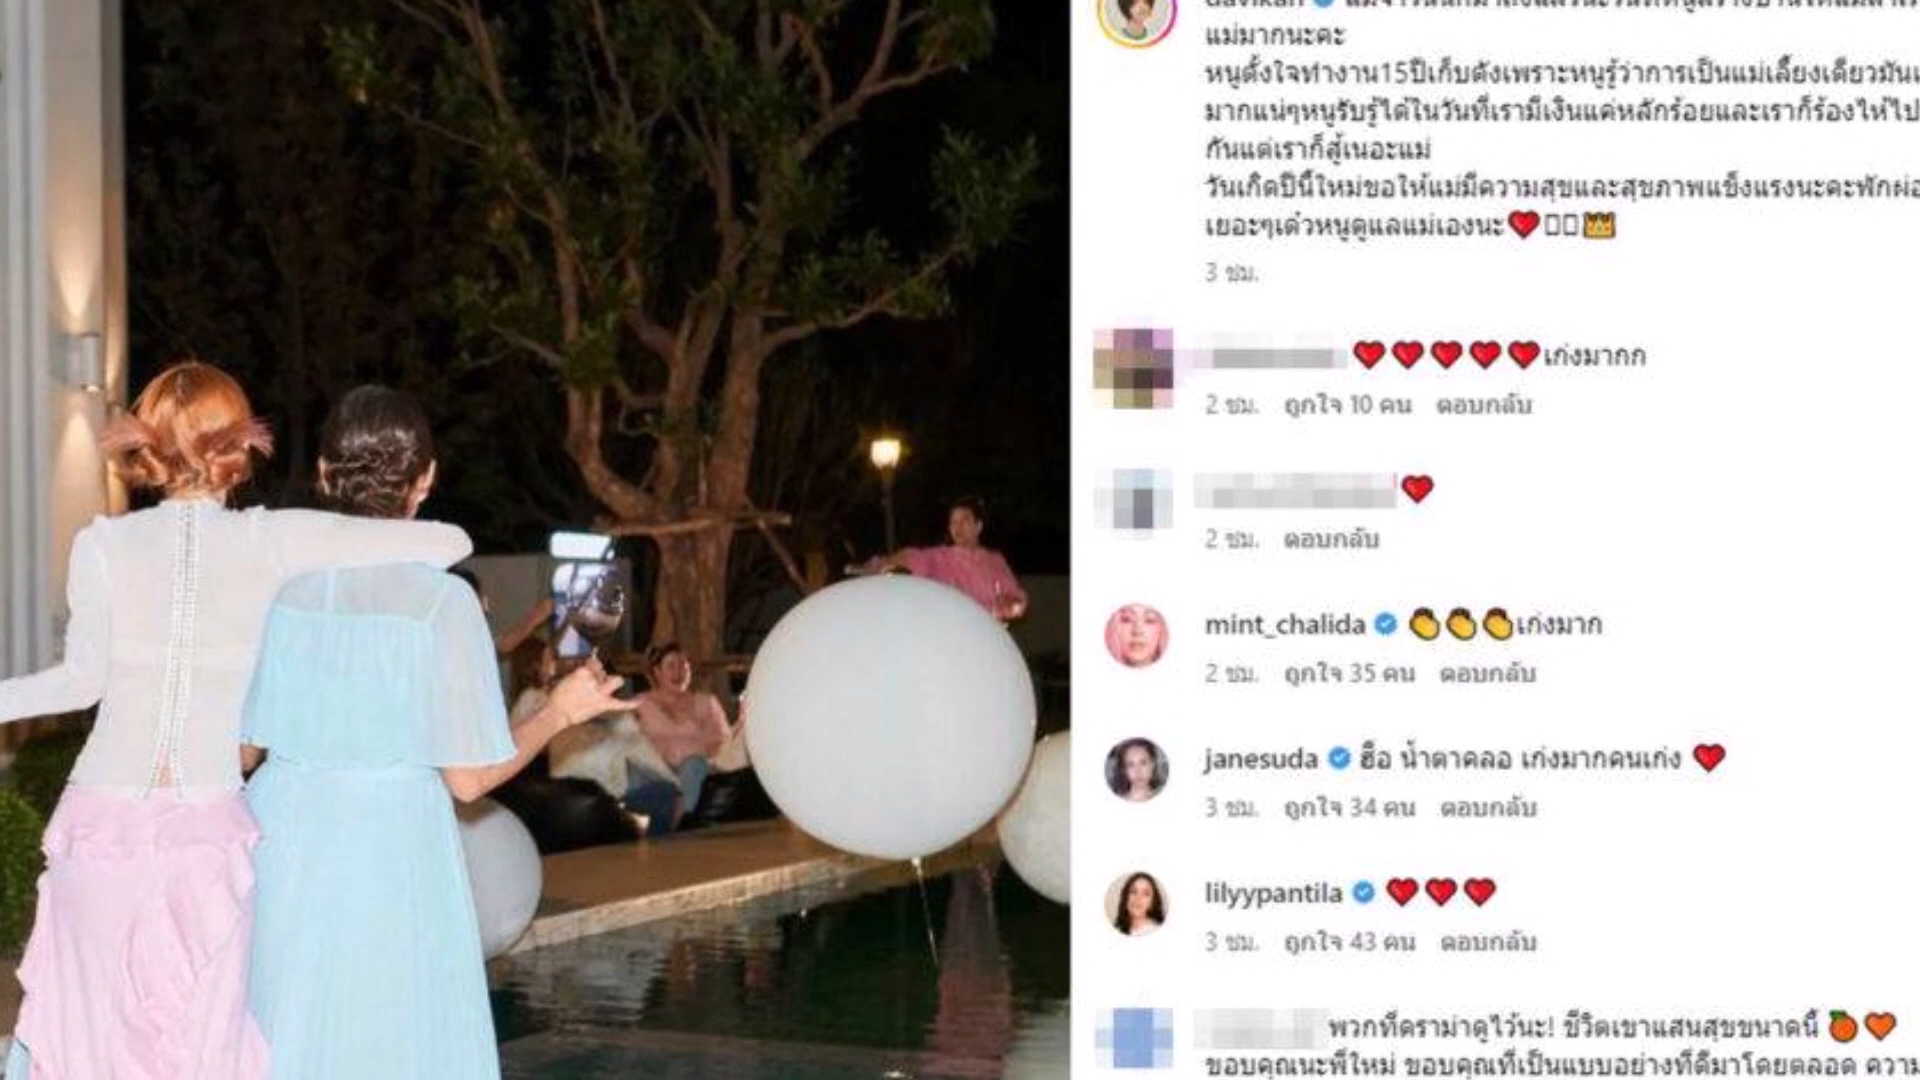 แม่มากนะคะ
หนูตั้งใจทำงาน15ปีเก็บตังเพราะหนูรู้ว่าการเป็นแม่เลี้ยงเดียวมัน
มากแน่ๆหนูรับรู้ได้ในวันที่เรามีเงินแค่หลักร้อยและเราก็ร้องไห้ไป
กันแต่เราก็สู้เนอะแม่
วันเกิดปีนี้ใหม่ขอให้แม่มีความสุขและสุขภาพแข็งแรงนะคะพักผ่อ
เยอะๆเด๋วหนูดูแลแม่เองนะ❤️👑
3 ชม.
❤️❤️❤️❤️❤️เก่งมากก
2 ชม. ถูกใจ 10 คน ตอบกลับ
❤️
2 ชม. ตอบกลับ
mint_chalida 👏👏👏เก่งมาก
2 ชม. ถูกใจ 35 คน ตอบกลับ
janesuda ฮื่อ น้ำตาคลอ เก่งมากคนเก่ง ❤️
3 ชม. ถูกใจ 34 คน ตอบกลับ
lilyypantila ❤️❤️❤️
3 ชม. ถูกใจ 43 คน ตอบกลับ
พวกที่ดราม่าดูไว้นะ! ชีวิตเขาแสนสุขขนาดนี้ 🍊🧡
ขอบคุณนะพี่ใหม่ ขอบคุณที่เป็นแบบอย่างที่ดีมาโดยตลอด ความ